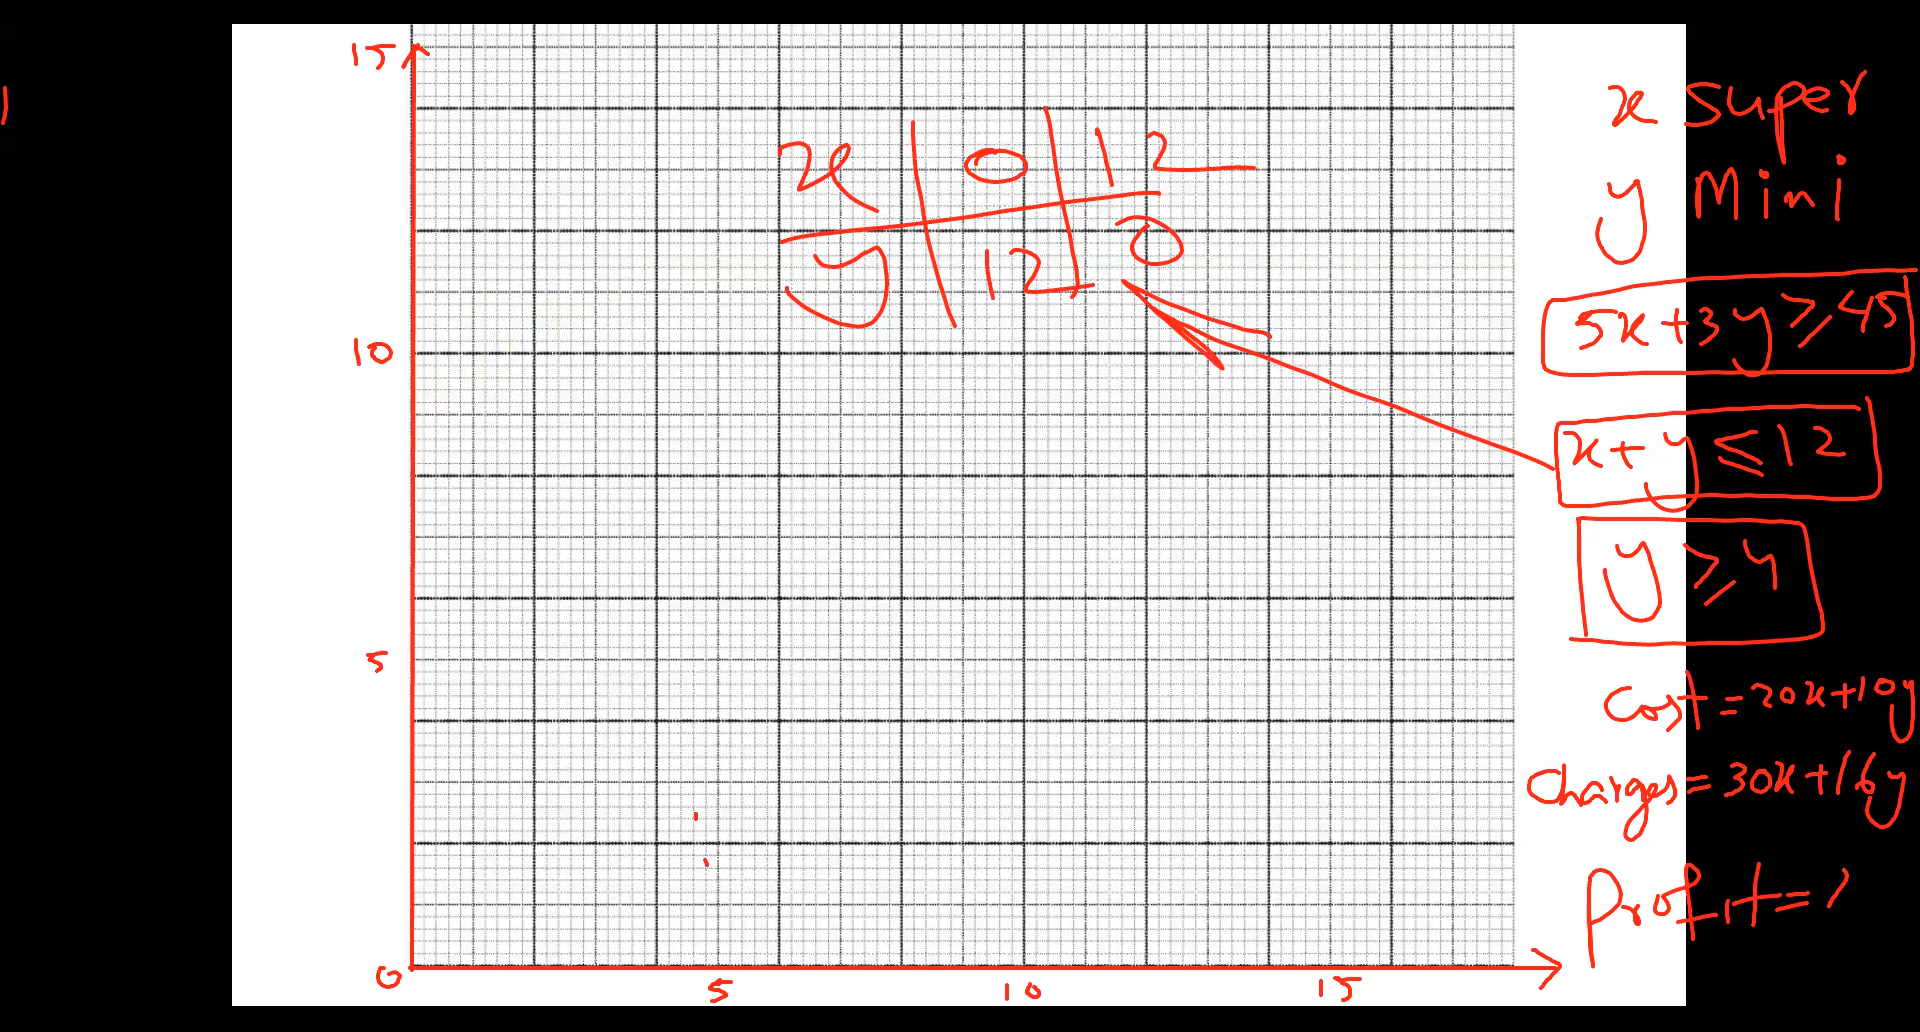 15
x Super
y Mini
x | 0 | 12
y | 12 | 0
5x+3y ≥ 45
10
x+y ≤ 12
y ≥ 4
5
Cost = 20x+10y
Charges = 30x+16y
Profit =
0 5 10 15